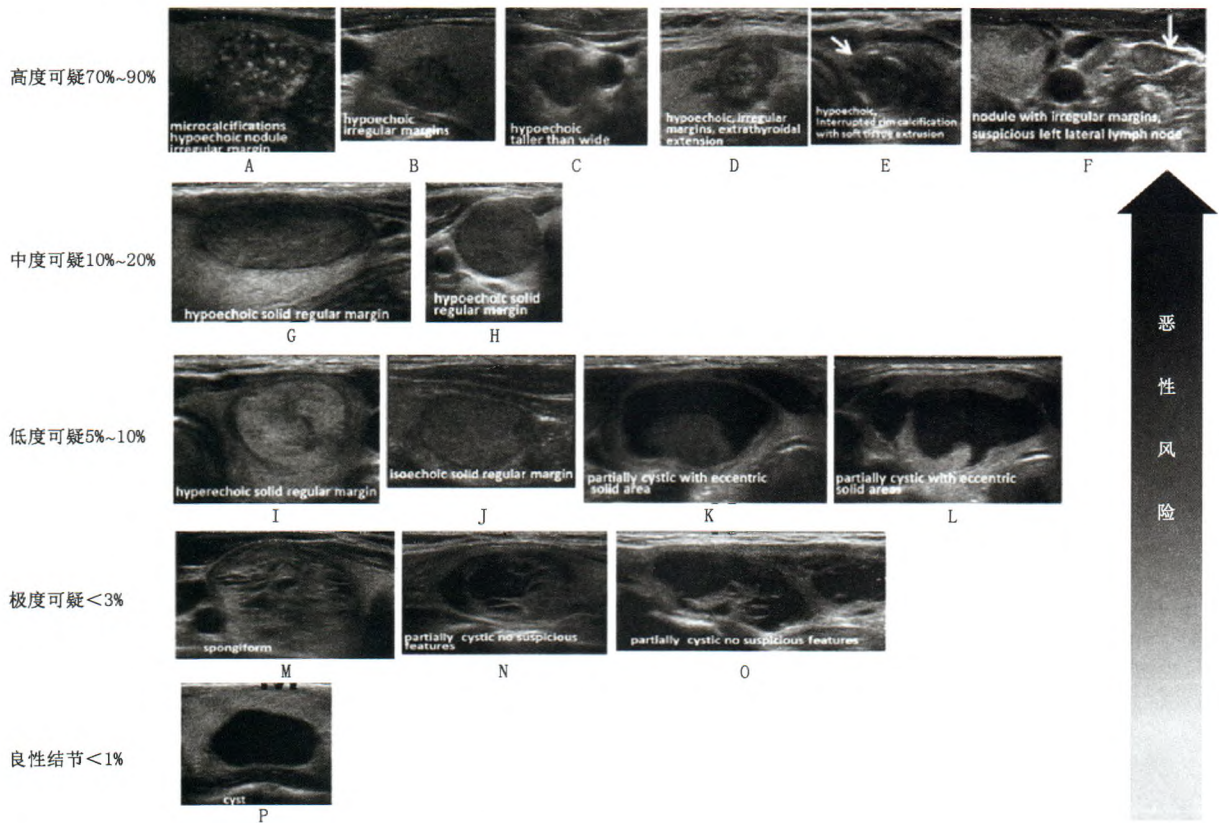 高度可疑70%~90%
microcalcifications
hypoechoic nodule
irregular margin
A
hypoechoic
irregular margins
B
hypoechoic
taller than wide
C
hypoechoic, irregular
margins, extrathyroidal
extension
D
hypoechoic,
Interrupted rim calcification
with soft tissue extrusion
E
nodule with irregular margins,
suspicious left lateral lymph node
F
中度可疑10%~20%
hypoechoic solid regular margin
G
hypoechoic solid
regular margin
H
低度可疑5%~10%
hyperechoic solid regular margin
I
isoechoic solid regular margin
J
partially cystic with eccentric
solid area
K
partially cystic with eccentric
solid areas
L
极度可疑<3%
spongiform
M
partially cystic no suspicious
features
N
partially cystic no suspicious features
O
良性结节<1%
cyst
P
恶
性
风
险